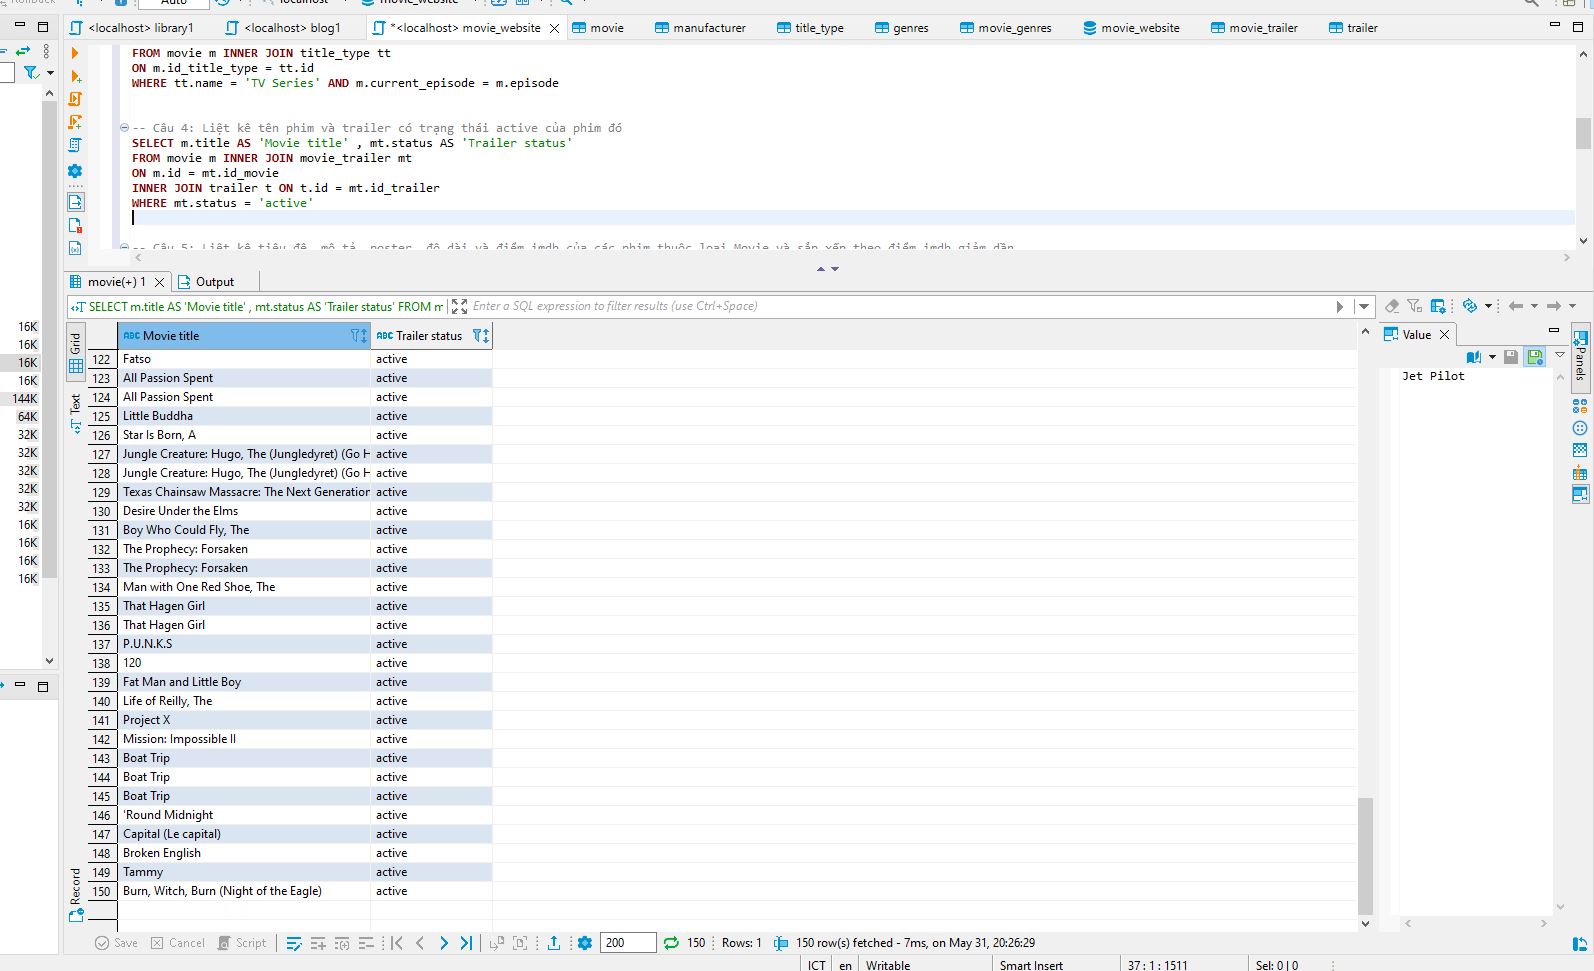 Auto
<localhost> library1
<localhost> blog1
*<localhost> movie_website
movie
manufacturer
title_type
genres
movie_genres
movie_website
movie_trailer
trailer
FROM movie m INNER JOIN title_type tt
ON m.id_title_type = tt.id
WHERE tt.name = 'TV Series' AND m.current_episode = m.episode
-- Câu 4: Liệt kê tên phim và trailer có trạng thái active của phim đó
SELECT m.title AS 'Movie title' , mt.status AS 'Trailer status'
FROM movie m INNER JOIN movie_trailer mt
ON m.id = mt.id_movie
INNER JOIN trailer t ON t.id = mt.id_trailer
WHERE mt.status = 'active'
-- Câu 5: Liệt kê tiêu đề, mô tả, poster, độ dài và điểm imdb của các phim thuộc loại Movie và sắp xếp theo điểm imdb giảm dần
movie(+) 1
Output
SELECT m.title AS 'Movie title' , mt.status AS 'Trailer status' FROM m
Enter a SQL expression to filter results (use Ctrl+Space)
Grid
Text
Record
Movie title Trailer status
122 Fatso active
123 All Passion Spent active
124 All Passion Spent active
125 Little Buddha active
126 Star Is Born, A active
127 Jungle Creature: Hugo, The (Jungledyret) (Go H active
128 Jungle Creature: Hugo, The (Jungledyret) (Go H active
129 Texas Chainsaw Massacre: The Next Generation active
130 Desire Under the Elms active
131 Boy Who Could Fly, The active
132 The Prophecy: Forsaken active
133 The Prophecy: Forsaken active
134 Man with One Red Shoe, The active
135 That Hagen Girl active
136 That Hagen Girl active
137 P.U.N.K.S active
138 120 active
139 Fat Man and Little Boy active
140 Life of Reilly, The active
141 Project X active
142 Mission: Impossible II active
143 Boat Trip active
144 Boat Trip active
145 Boat Trip active
146 'Round Midnight active
147 Capital (Le capital) active
148 Broken English active
149 Tammy active
150 Burn, Witch, Burn (Night of the Eagle) active
16K
16K
16K
16K
144K
64K
32K
32K
32K
32K
32K
16K
16K
16K
16K
Value
Jet Pilot
Panels
Save Cancel Script 200 150 Rows: 1 150 row(s) fetched - 7ms, on May 31, 20:26:29
ICT en Writable Smart Insert 37 : 1 : 1511 Sel: 0 | 0